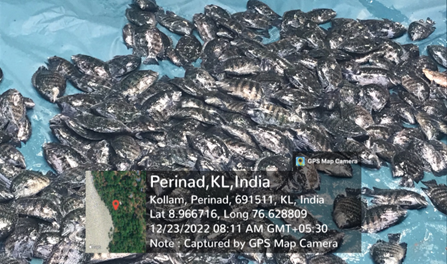 GPS Map Camera
Perinad,KL,India
Kollam, Perinad, 691511, KL, India
Lat 8.966716, Long 76.628809
12/23/2022 08:11 AM GMT+05:30
Note : Captured by GPS Map Camera